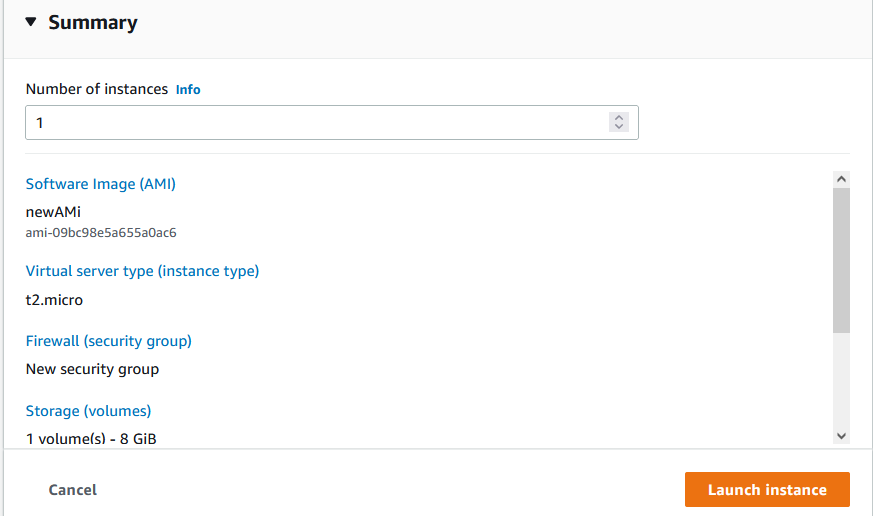 Summary
Number of instances Info
1
Software Image (AMI)
newAMi
ami-09bc98e5a655a0ac6
Virtual server type (instance type)
t2.micro
Firewall (security group)
New security group
Storage (volumes)
1 volume(s) - 8 GiB
Cancel
Launch instance